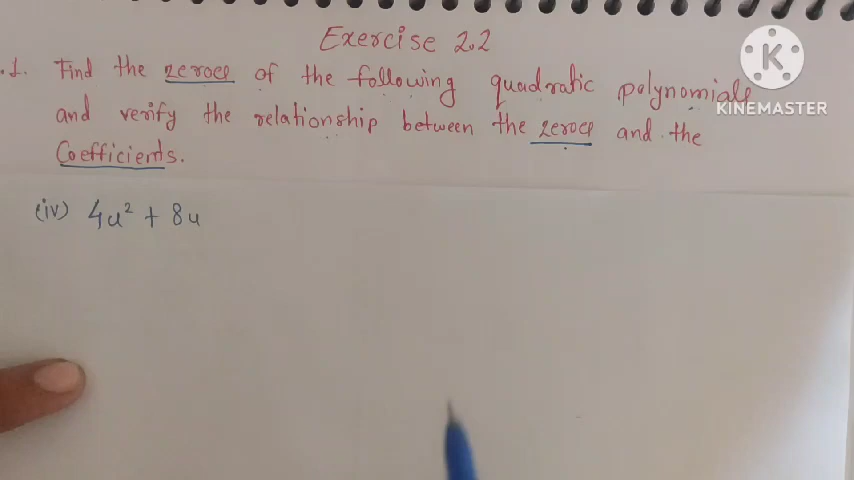 Exercise 2.2
.1. Find the zeroes of the following quadratic polynomials
and verify the relationship between the zeroes and the
Coefficients.
(iv) 4u² + 8u
K
KINEMASTER